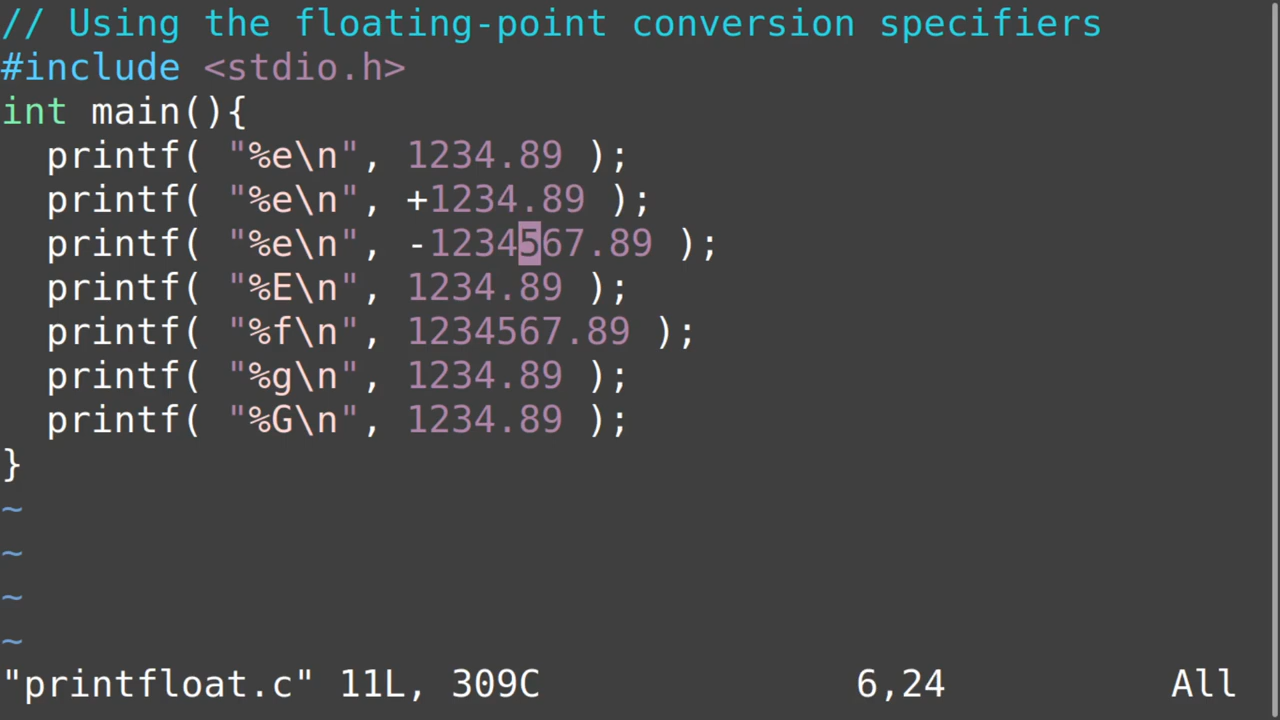 // Using the floating-point conversion specifiers
#include <stdio.h>
int main(){
  printf( "%e\n", 1234.89 );
  printf( "%e\n", +1234.89 );
  printf( "%e\n", -1234567.89 );
  printf( "%E\n", 1234.89 );
  printf( "%f\n", 1234567.89 );
  printf( "%g\n", 1234.89 );
  printf( "%G\n", 1234.89 );
}
~
~
~
~
"printfloat.c" 11L, 309C 6,24 All